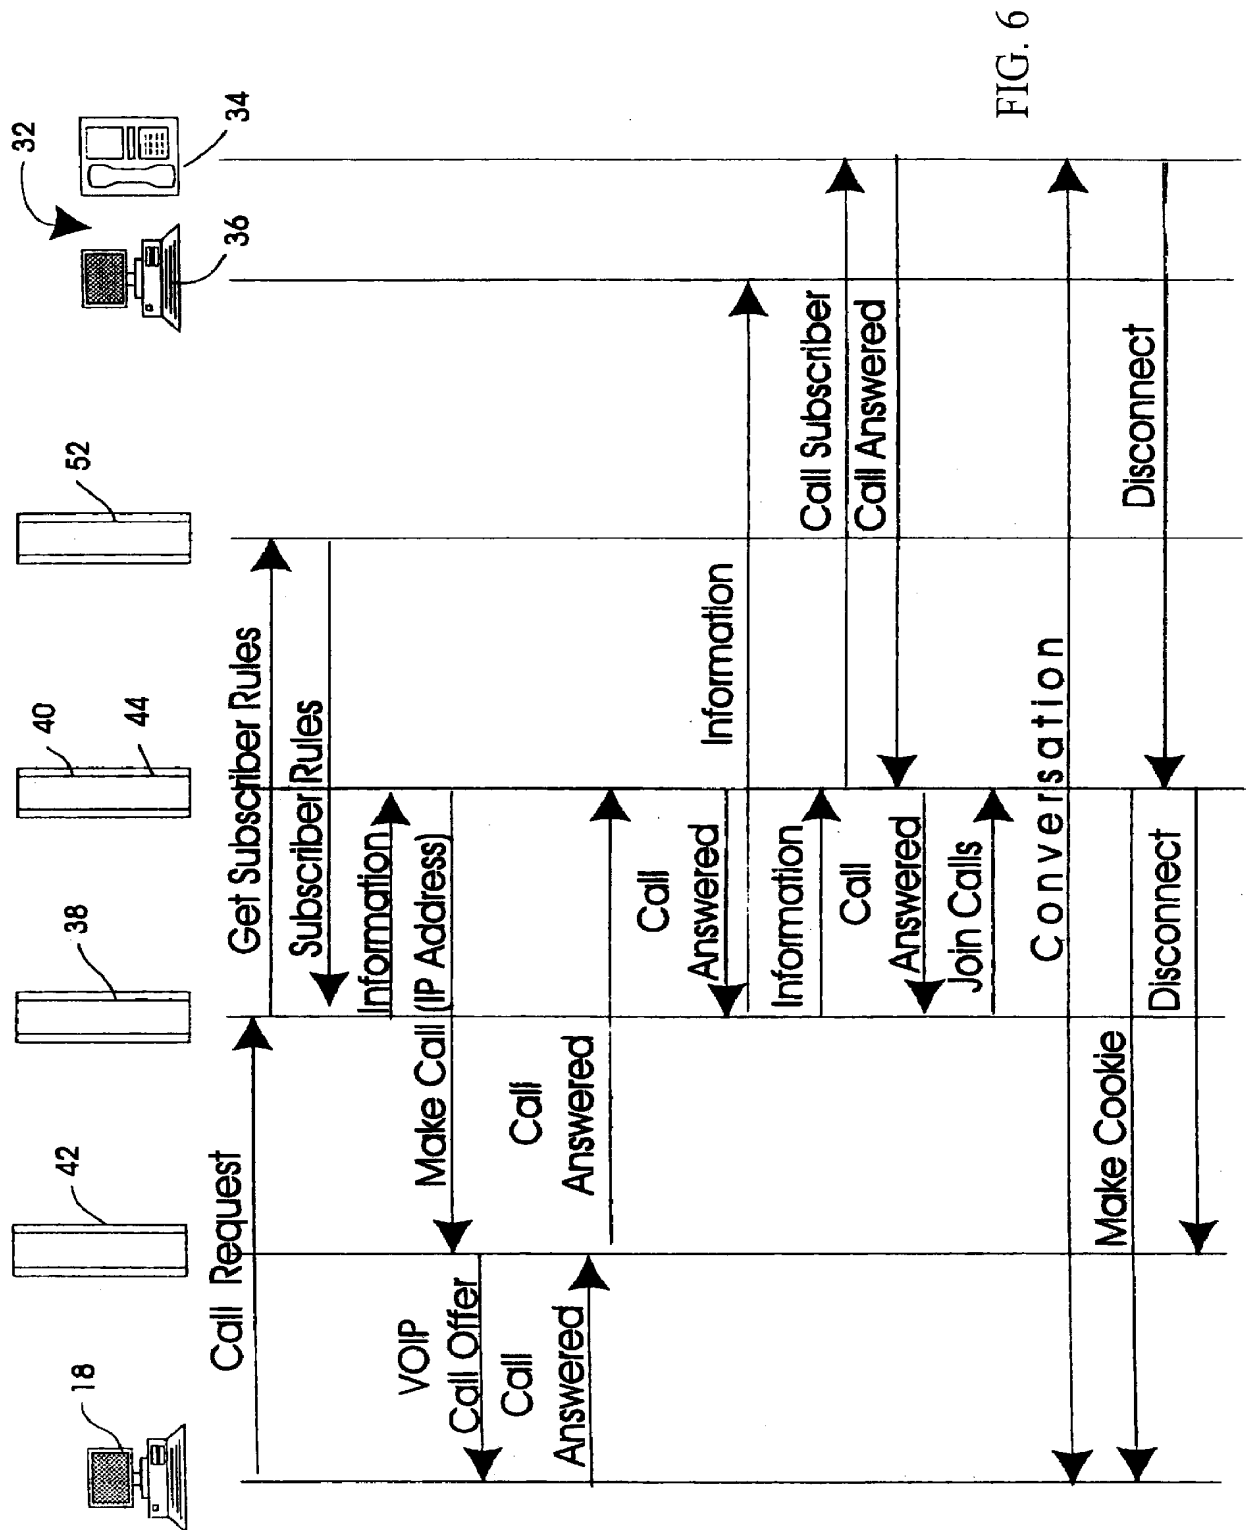 18
42
38
40
44
52
32
36
34
Call Request
Get Subscriber Rules
Subscriber Rules
Information
Make Call (IP Address)
VOIP
Call Offer
Call
Answered
Call
Answered
Call
Answered
Information
Information
Call Subscriber
Call Answered
Call
Answered
Join Calls
Conversation
Make Cookie
Disconnect
Disconnect
FIG. 6